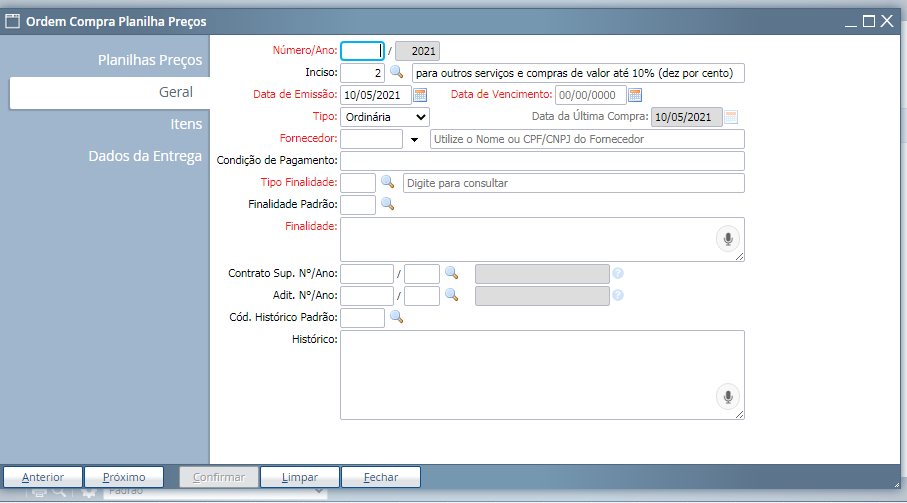 Ordem Compra Planilha Preços
Planilhas Preços
Geral
Itens
Dados da Entrega
Número/Ano: / 2021
Inciso: 2 para outros serviços e compras de valor até 10% (dez por cento)
Data de Emissão: 10/05/2021 Data de Vencimento: 00/00/0000
Tipo: Ordinária Data da Última Compra: 10/05/2021
Fornecedor: Utilize o Nome ou CPF/CNPJ do Fornecedor
Condição de Pagamento:
Tipo Finalidade: Digite para consultar
Finalidade Padrão:
Finalidade:
Contrato Sup. Nº/Ano: /
Adit. Nº/Ano: /
Cód. Histórico Padrão:
Histórico:
Anterior Próximo Confirmar Limpar Fechar
Padrão